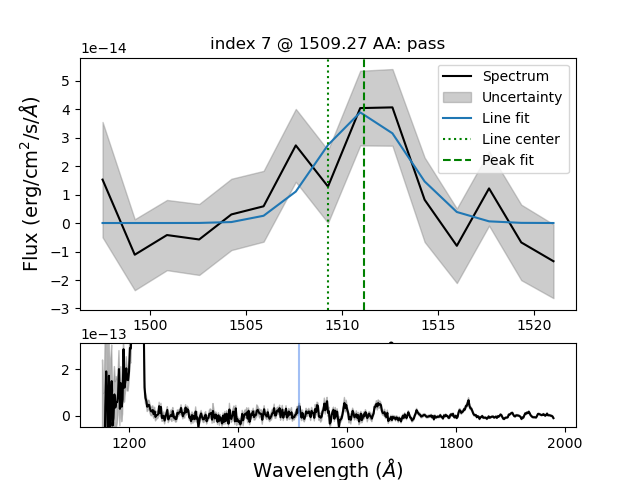 index 7 @ 1509.27 AA: pass
1e−14
Flux (erg/cm²/s/Å)
5
4
3
2
1
0
−1
−2
−3
Spectrum
Uncertainty
Line fit
Line center
Peak fit
1500 1505 1510 1515 1520
1e−13
2
0
1200 1400 1600 1800 2000
Wavelength (Å)